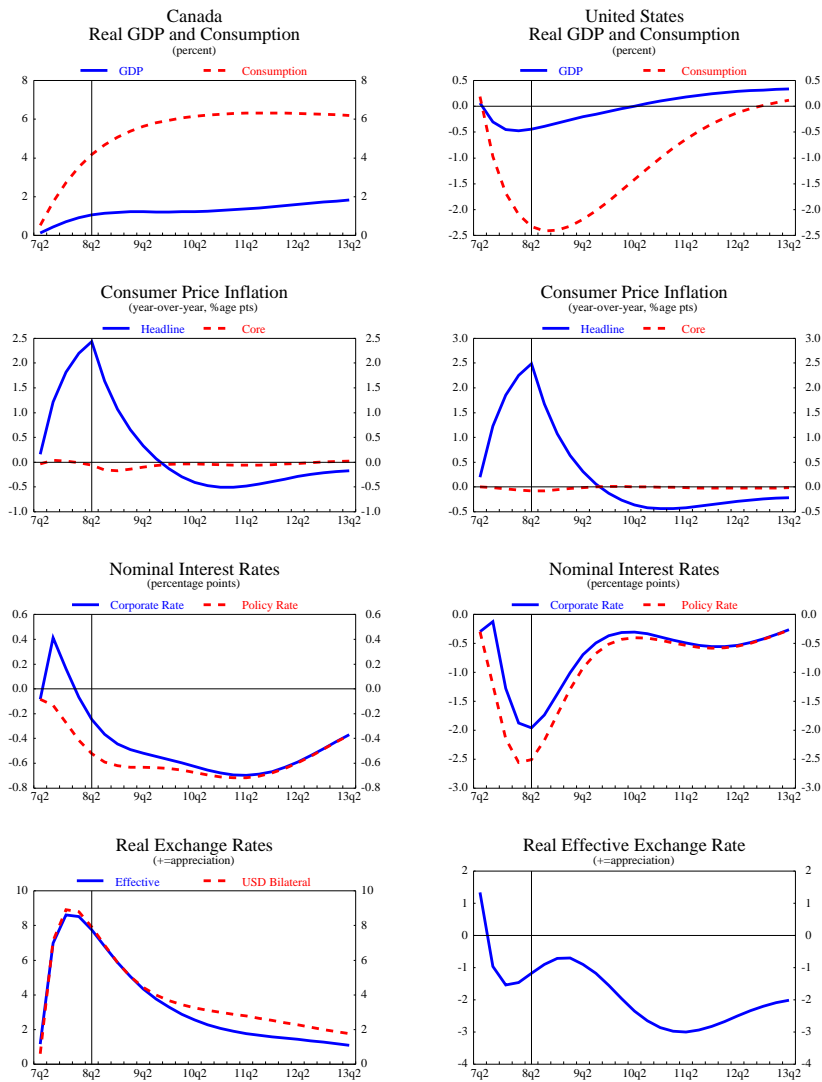 Canada
Real GDP and Consumption
(percent)
GDP Consumption
8 8
6 6
4 4
2 2
0 0
7q2 8q2 9q2 10q2 11q2 12q2 13q2
United States
Real GDP and Consumption
(percent)
GDP Consumption
0.5 0.5
0.0 0.0
-0.5 -0.5
-1.0 -1.0
-1.5 -1.5
-2.0 -2.0
-2.5 -2.5
7q2 8q2 9q2 10q2 11q2 12q2 13q2
Consumer Price Inflation
(year-over-year, %age pts)
Headline Core
2.5 2.5
2.0 2.0
1.5 1.5
1.0 1.0
0.5 0.5
0.0 0.0
-0.5 -0.5
-1.0 -1.0
7q2 8q2 9q2 10q2 11q2 12q2 13q2
Consumer Price Inflation
(year-over-year, %age pts)
Headline Core
3.0 3.0
2.5 2.5
2.0 2.0
1.5 1.5
1.0 1.0
0.5 0.5
0.0 0.0
-0.5 -0.5
7q2 8q2 9q2 10q2 11q2 12q2 13q2
Nominal Interest Rates
(percentage points)
Corporate Rate Policy Rate
0.6 0.6
0.4 0.4
0.2 0.2
0.0 0.0
-0.2 -0.2
-0.4 -0.4
-0.6 -0.6
-0.8 -0.8
7q2 8q2 9q2 10q2 11q2 12q2 13q2
Nominal Interest Rates
(percentage points)
Corporate Rate Policy Rate
0.0 0.0
-0.5 -0.5
-1.0 -1.0
-1.5 -1.5
-2.0 -2.0
-2.5 -2.5
-3.0 -3.0
7q2 8q2 9q2 10q2 11q2 12q2 13q2
Real Exchange Rates
(+=appreciation)
Effective USD Bilateral
10 10
8 8
6 6
4 4
2 2
0 0
7q2 8q2 9q2 10q2 11q2 12q2 13q2
Real Effective Exchange Rate
(+=appreciation)
2 2
1 1
0 0
-1 -1
-2 -2
-3 -3
-4 -4
7q2 8q2 9q2 10q2 11q2 12q2 13q2